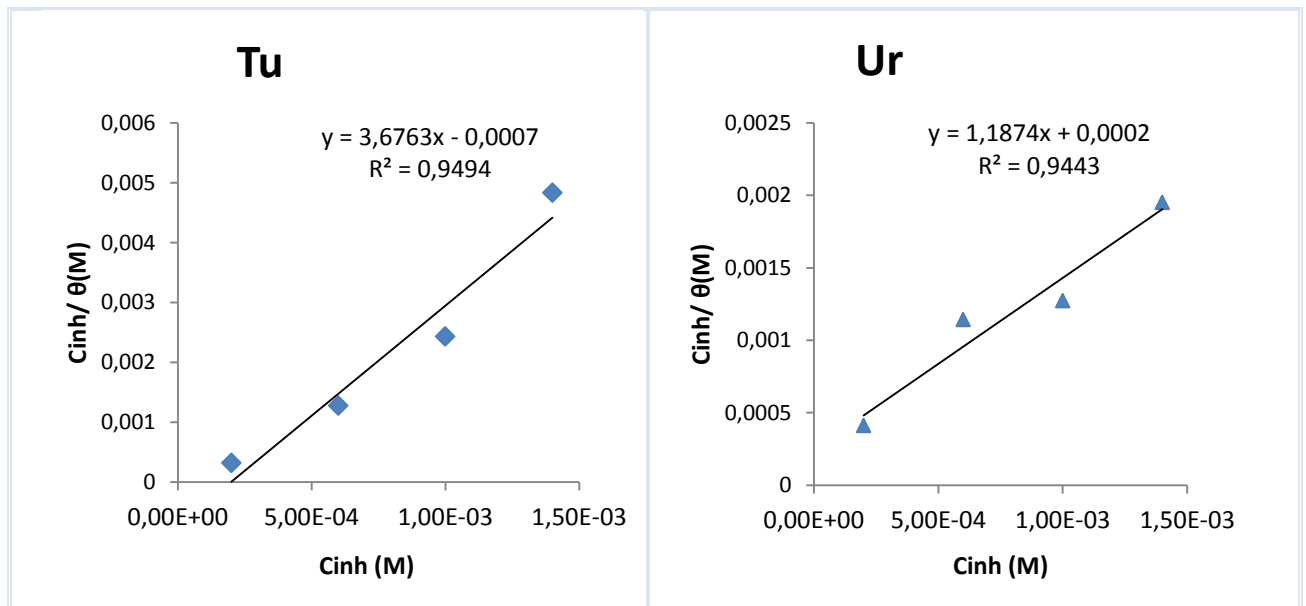 Tu
y = 3,6763x - 0,0007
R² = 0,9494
0,006
0,005
0,004
0,003
0,002
0,001
0
Cinh/ θ(M)
0,00E+00 5,00E-04 1,00E-03 1,50E-03
Cinh (M)
Ur
y = 1,1874x + 0,0002
R² = 0,9443
0,0025
0,002
0,0015
0,001
0,0005
0
Cinh/ θ(M)
0,00E+00 5,00E-04 1,00E-03 1,50E-03
Cinh (M)